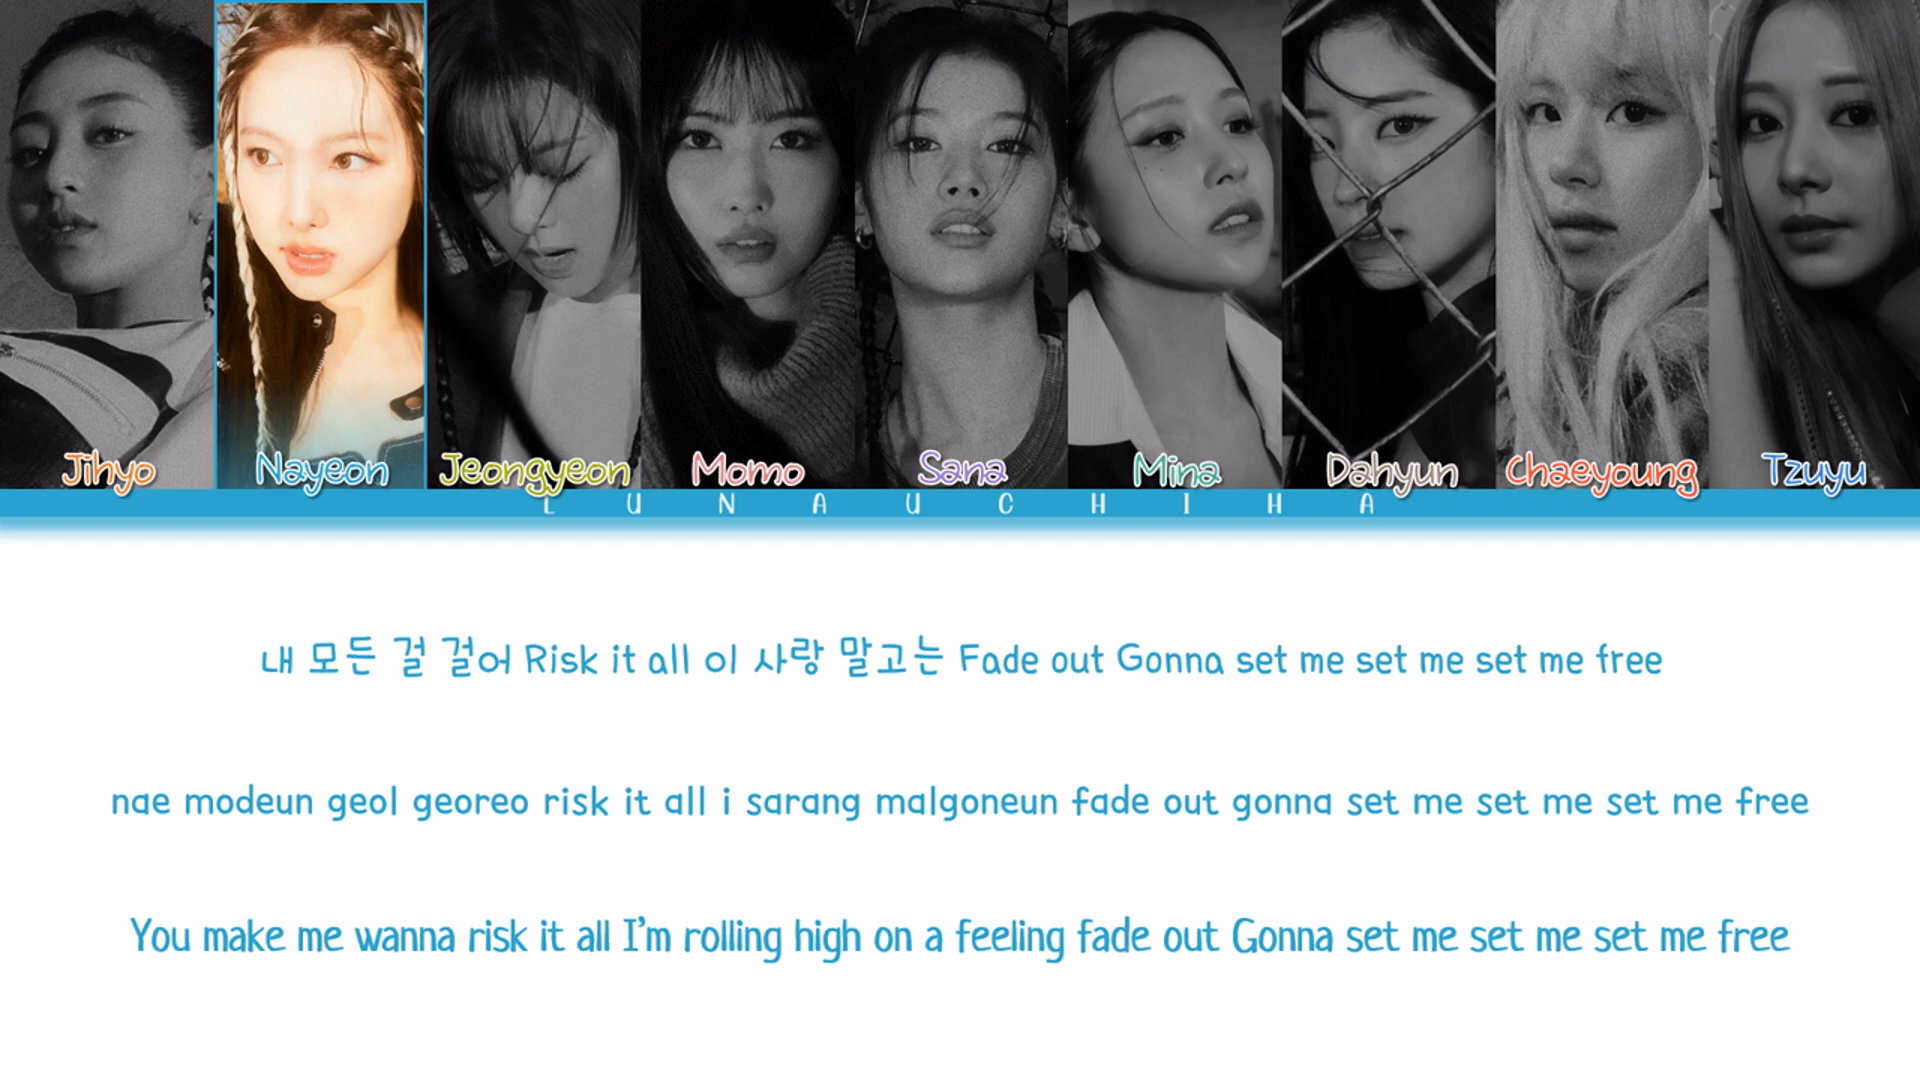 Jihyo Nayeon Jeongyeon Momo Sana Mina Dahyun Chaeyoung Tzuyu
LUNAUCHIHA
내 모든 걸 걸어 Risk it all 이 사랑 말고는 Fade out Gonna set me set me set me free
nae modeun geol georeo risk it all i sarang malgoneun fade out gonna set me set me set me free
You make me wanna risk it all I'm rolling high on a feeling fade out Gonna set me set me set me free